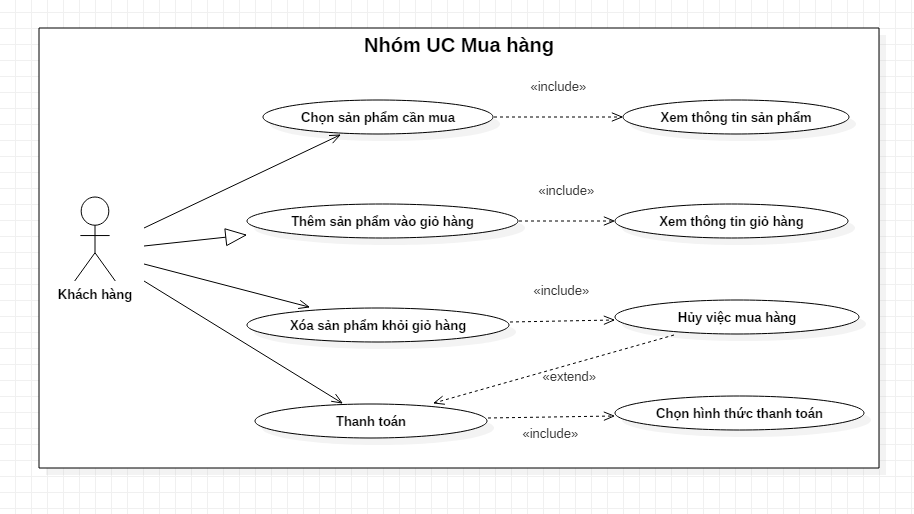 Nhóm UC Mua hàng
«include»
Chọn sản phẩm cần mua
Xem thông tin sản phẩm
«include»
Thêm sản phẩm vào giỏ hàng
Xem thông tin giỏ hàng
Khách hàng
«include»
Xóa sản phẩm khỏi giỏ hàng
Hủy việc mua hàng
«extend»
Thanh toán
Chọn hình thức thanh toán
«include»